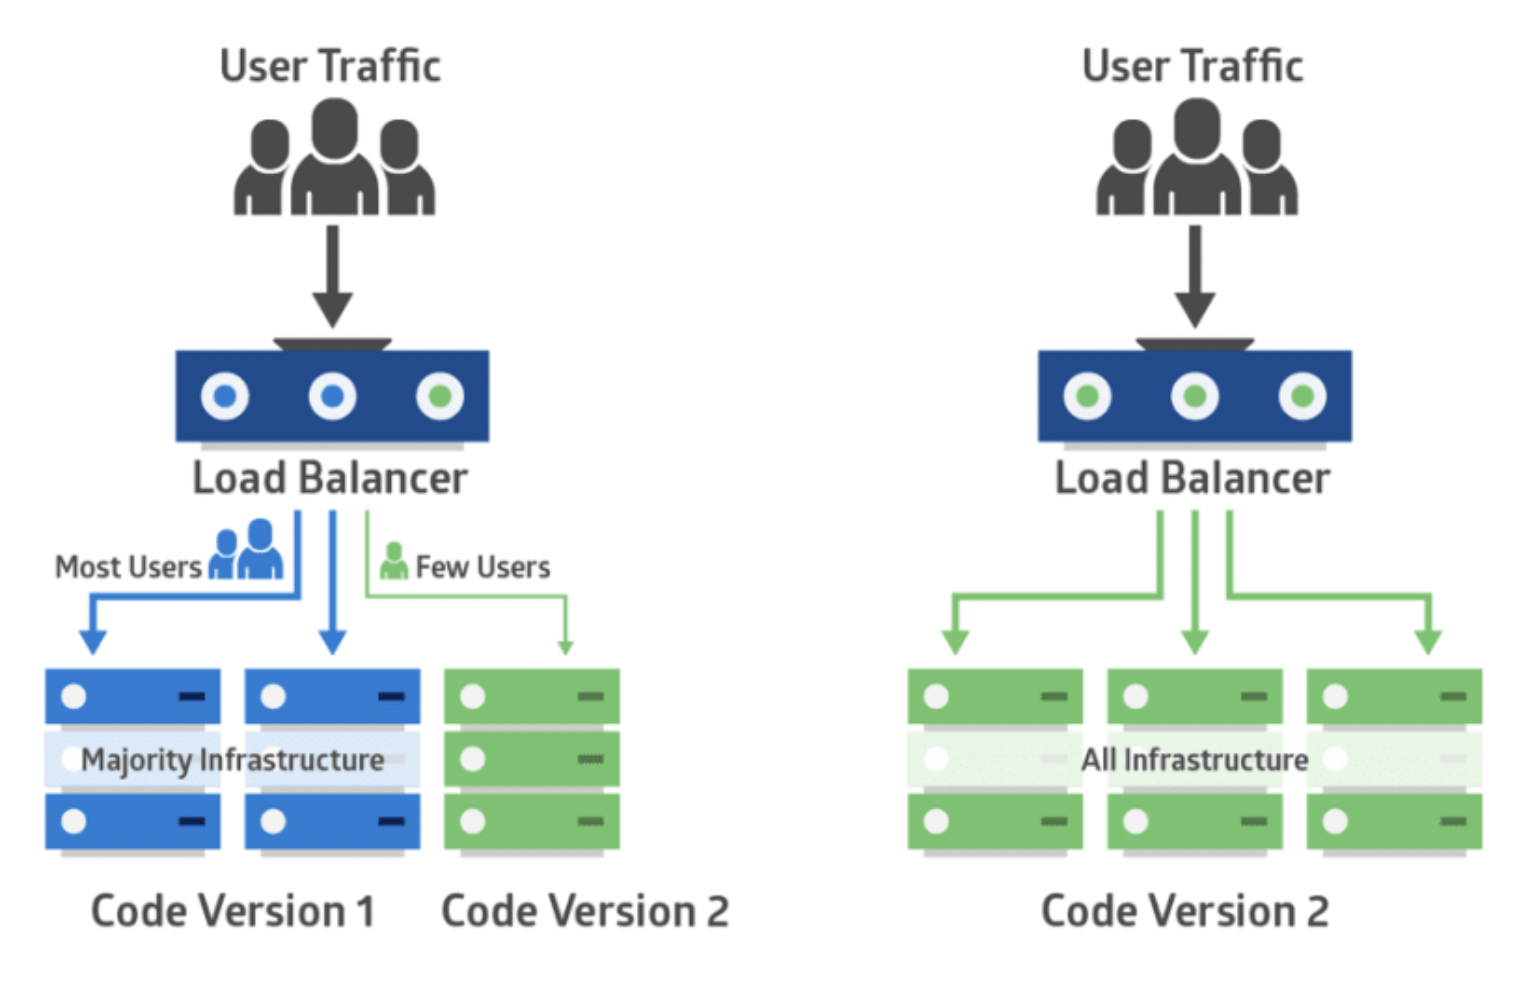 User Traffic
Load Balancer
Most Users
Few Users
Majority Infrastructure
Code Version 1
Code Version 2
User Traffic
Load Balancer
All Infrastructure
Code Version 2